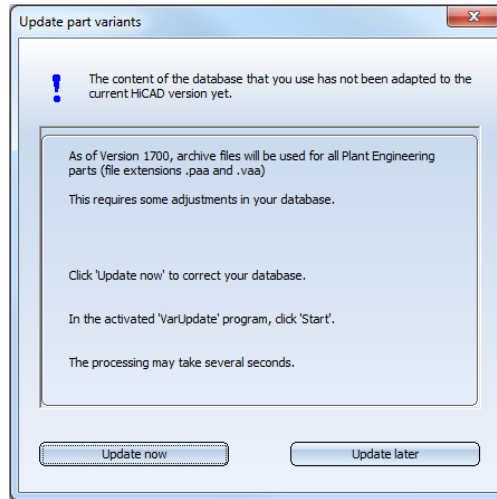 Update part variants
The content of the database that you use has not been adapted to the
current HiCAD version yet.
As of Version 1700, archive files will be used for all Plant Engineering
parts (file extensions .paa and .vaa)
This requires some adjustments in your database.
Click 'Update now' to correct your database.
In the activated 'VarUpdate' program, click 'Start'.
The processing may take several seconds.
Update now
Update later